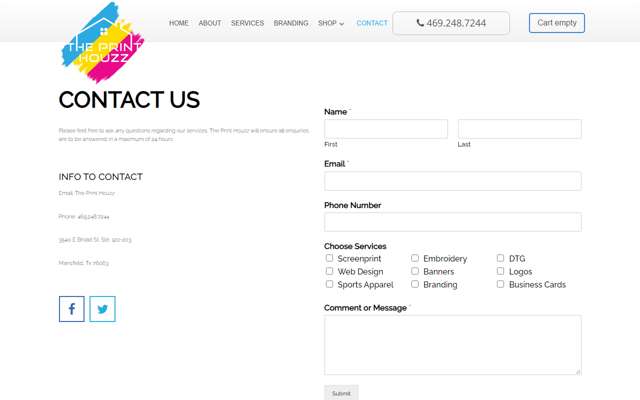 THE PRINT
HOUZZ
HOME ABOUT SERVICES BRANDING SHOP CONTACT 469.248.7244 Cart empty
CONTACT US
Please feel free to ask any questions regarding our services. The Print Houzz will ensure all enquiries
are to be answered in a maximum of 24 hours.
INFO TO CONTACT
Email: The Print Houzz
Phone: 469.248.7244
3940 E Broad St. Ste.
Mansfield, Tx 76063
Name *
First Last
Email *
Phone Number
Choose Services
Screenprint Embroidery DTG
Web Design Banners Logos
Sports Apparel Branding Business Cards
Comment or Message *
Submit